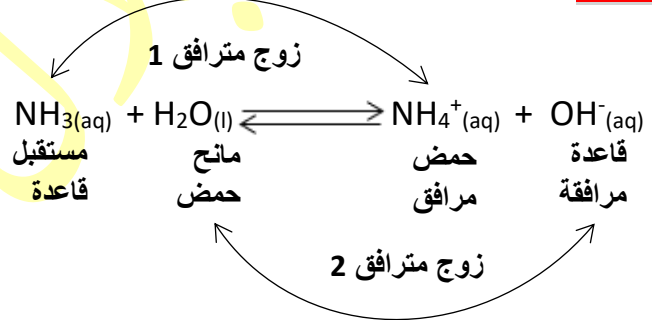 زوج مترافق 1
NH₃(aq) + H₂O(l) ⇌ NH₄⁺(aq) + OH⁻(aq)
مستقبل مانح حمض قاعدة
قاعدة حمض مرافق مرافقة
زوج مترافق 2